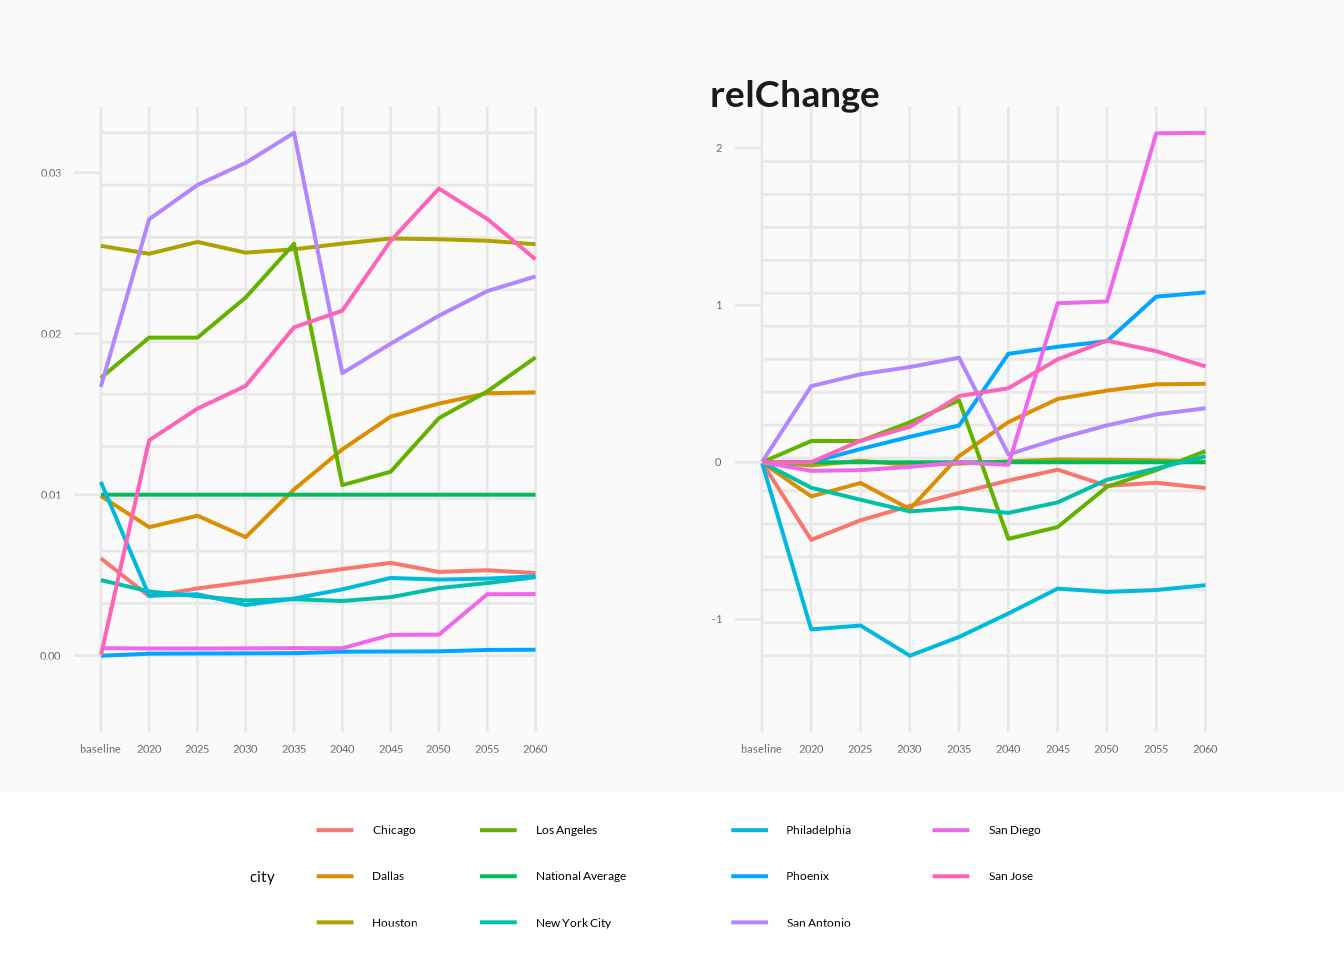 relChange
0.03
0.02
0.01
0.00
baseline 2020 2025 2030 2035 2040 2045 2050 2055 2060
2
1
0
-1
baseline 2020 2025 2030 2035 2040 2045 2050 2055 2060
city
Chicago Los Angeles Philadelphia San Diego
Dallas National Average Phoenix San Jose
Houston New York City San Antonio